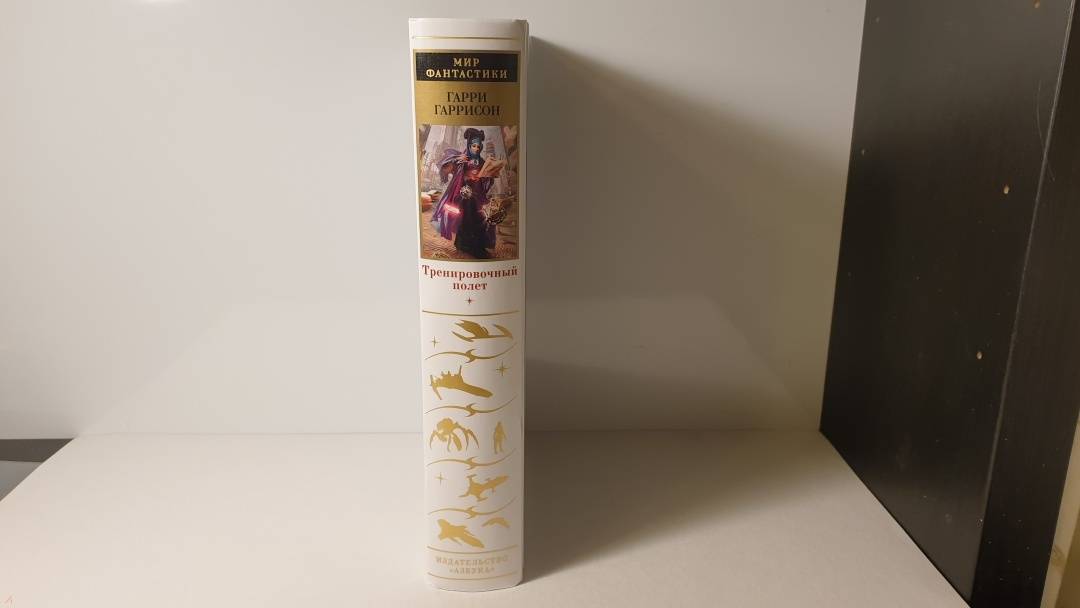 МИР
ФАНТАСТИКИ
ГАРРИ
ГАРРИСОН
Тренировочный
полет
ИЗДАТЕЛЬСТВО
«АЗБУКА»